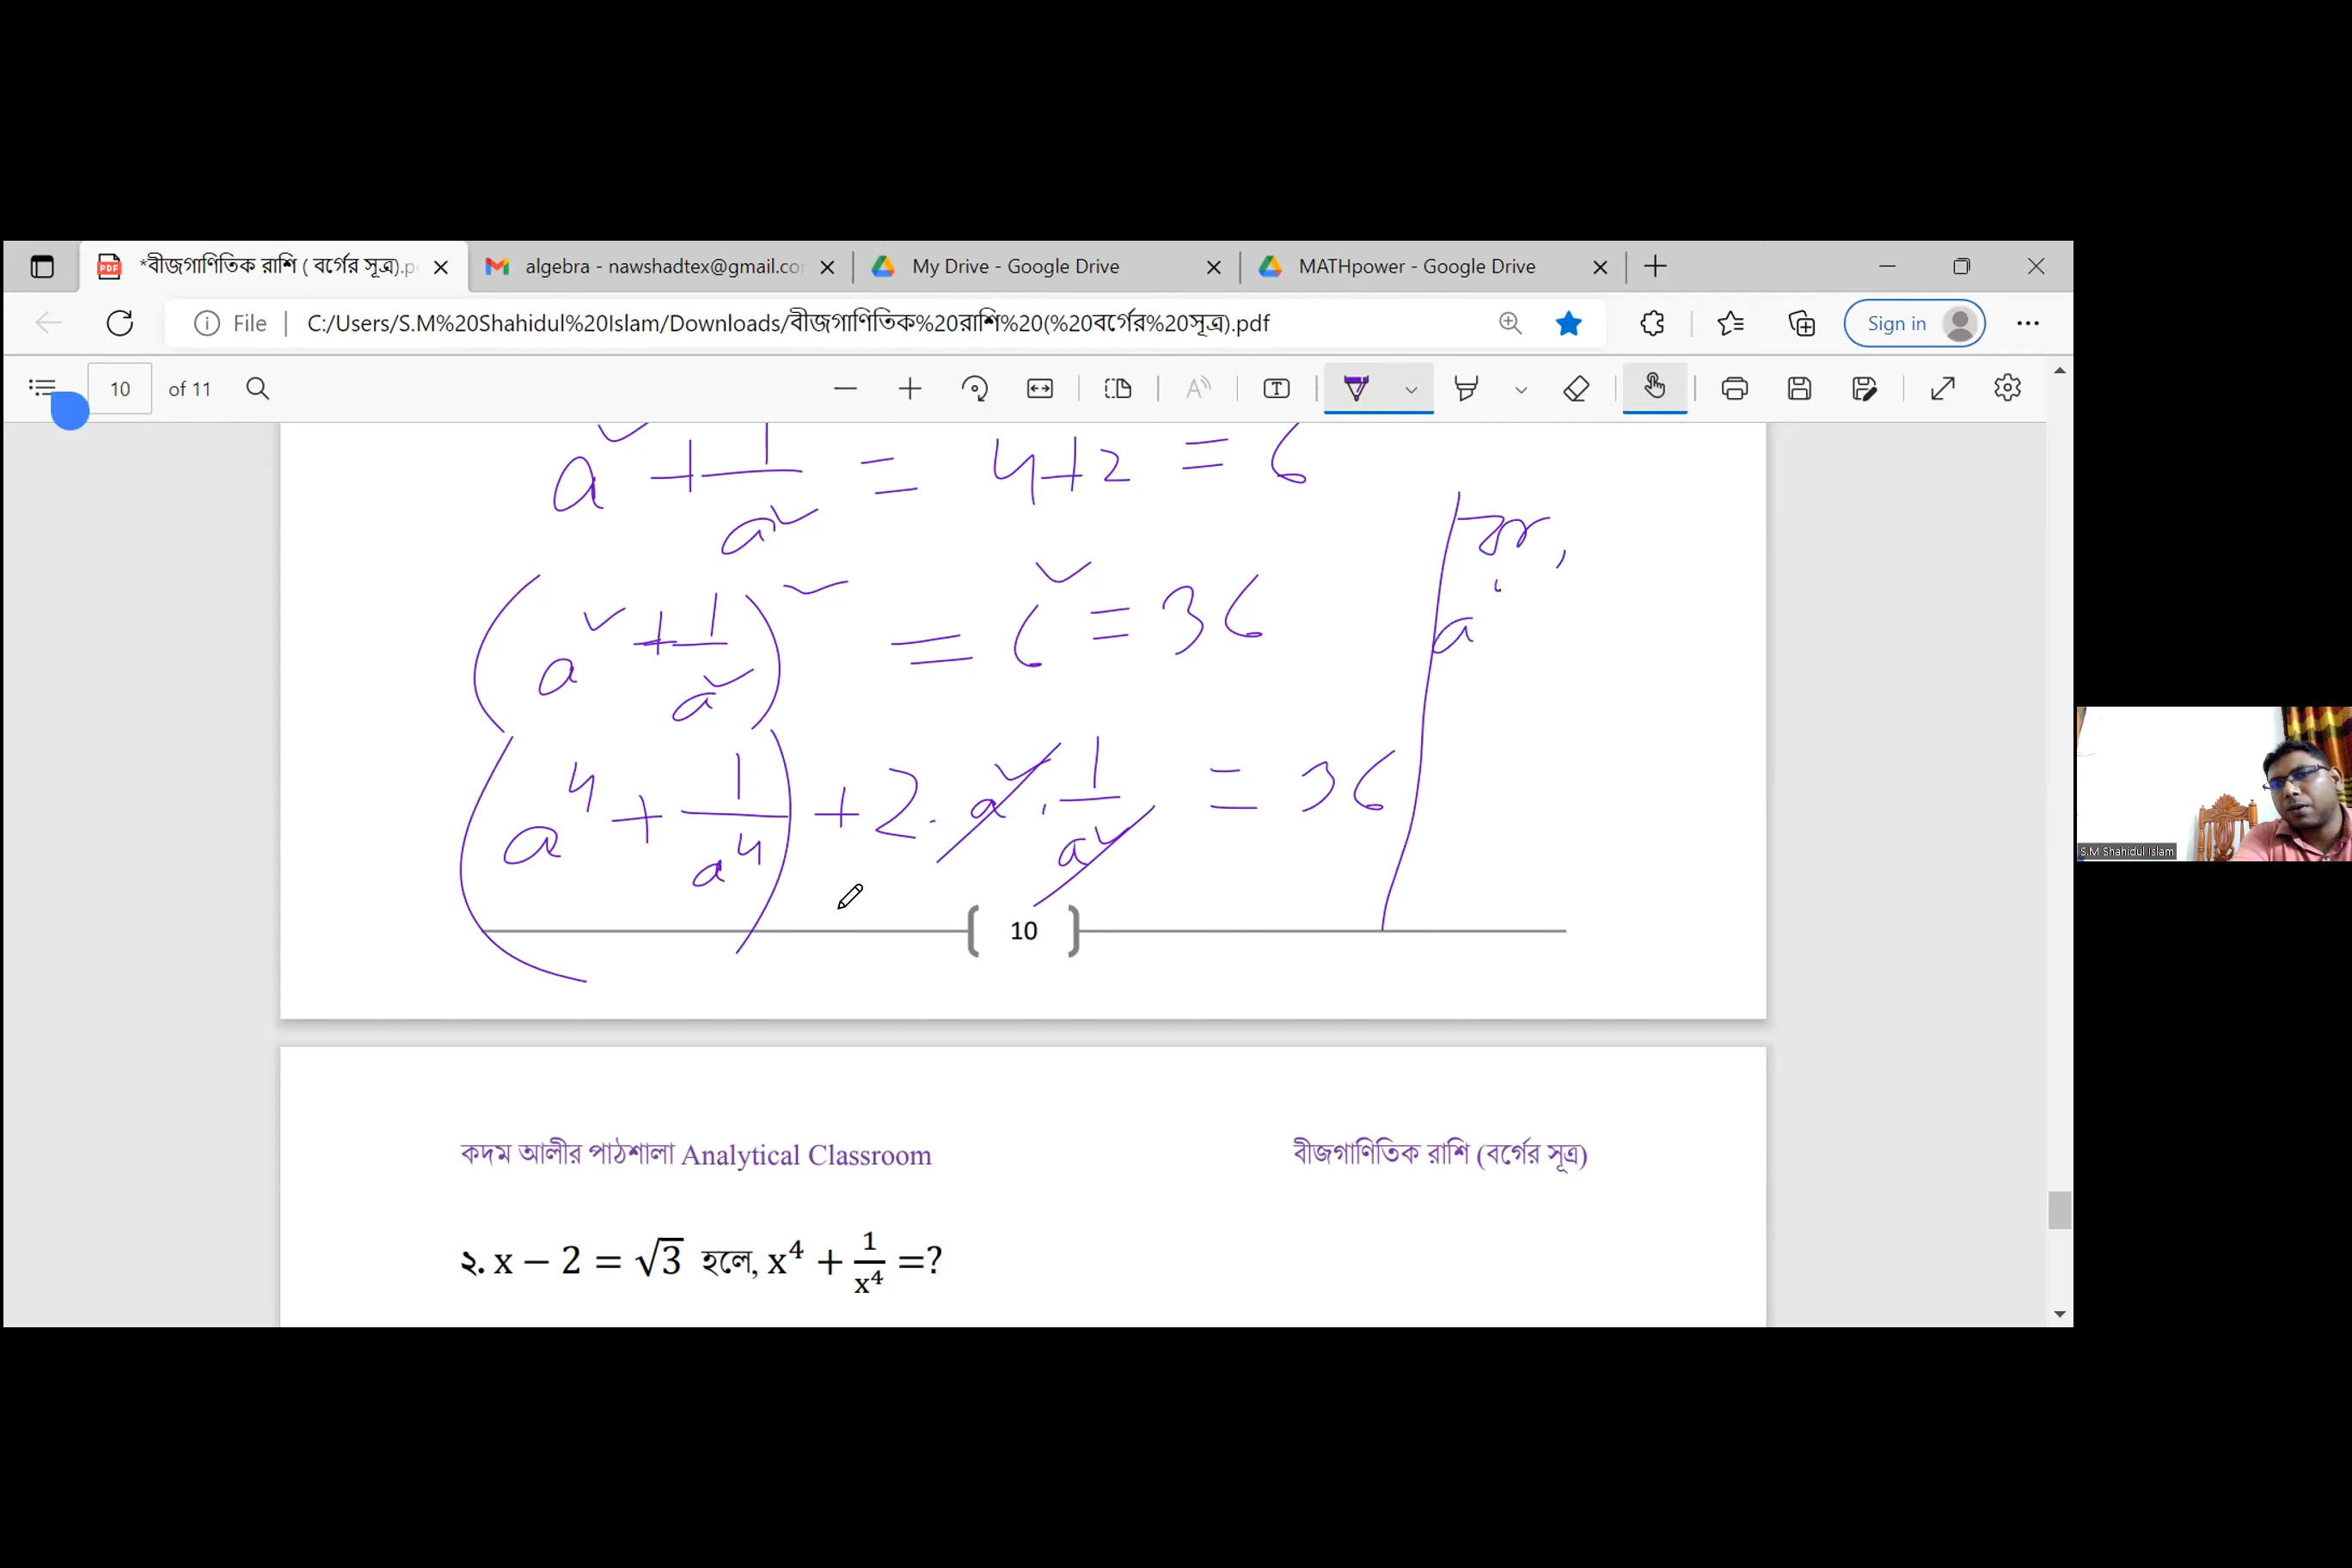 *বীজগাণিতিক রাশি ( বর্গের সূত্র).p
algebra - nawshadtex@gmail.co
My Drive - Google Drive
MATHpower - Google Drive
File
C:/Users/S.M%20Shahidul%20Islam/Downloads/বীজগাণিতিক%20রাশি%20(%20বর্গের%20সূত্র).pdf
Sign in
10 of 11
a² + 1/a² = 4+2 = 6
(a² + 1/a²)² = 6² = 36
(a⁴ + 1/a⁴) + 2. a² . 1/a² = 36
a
10
S.M Shahidul Islam
কদম আলীর পাঠশালা Analytical Classroom
বীজগাণিতিক রাশি (বর্গের সূত্র)
২. x − 2 = √3 হলে, x⁴ + 1/x⁴ =?